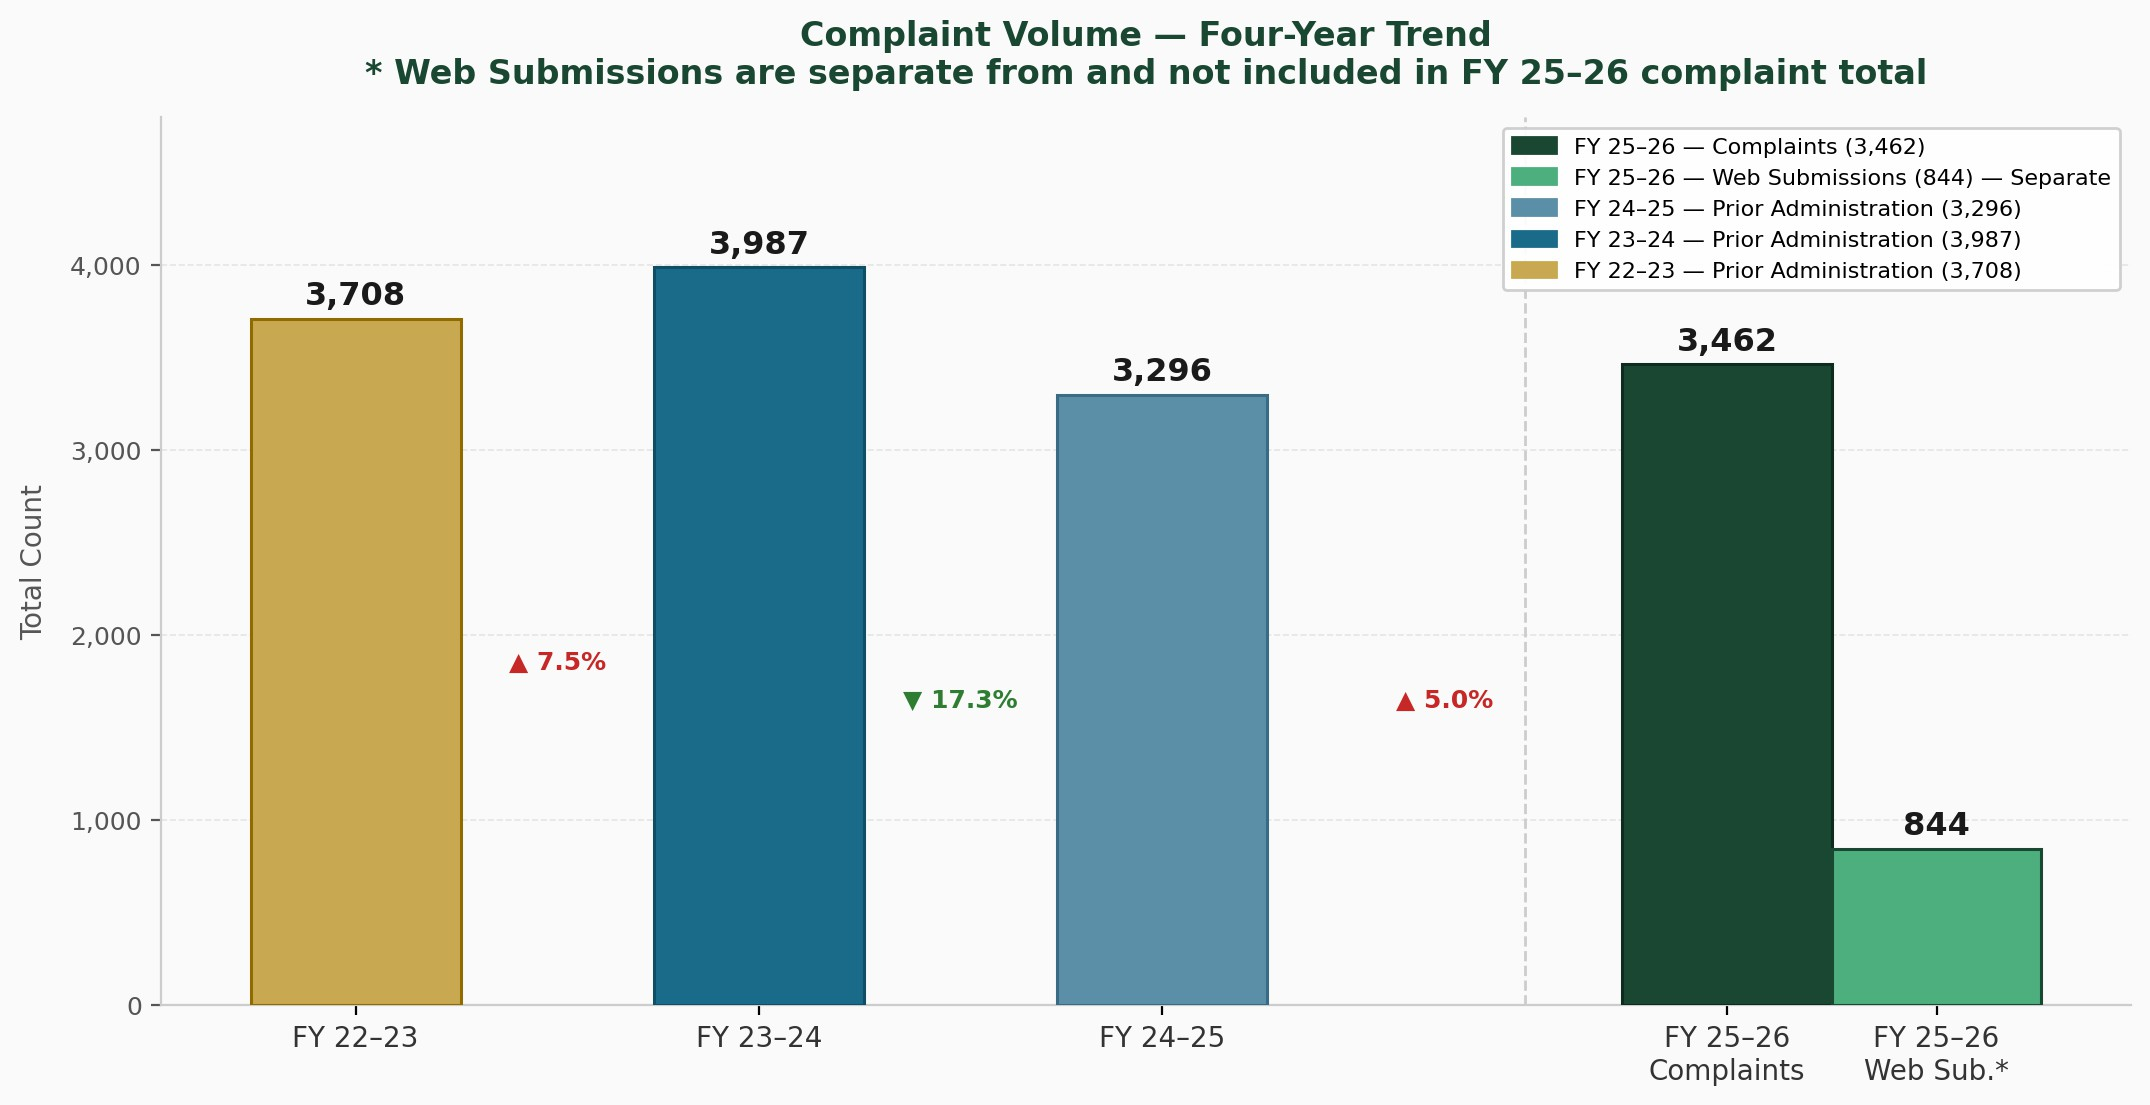 Complaint Volume — Four-Year Trend
* Web Submissions are separate from and not included in FY 25–26 complaint total
FY 25–26 — Complaints (3,462)
FY 25–26 — Web Submissions (844) — Separate
FY 24–25 — Prior Administration (3,296)
FY 23–24 — Prior Administration (3,987)
FY 22–23 — Prior Administration (3,708)
Total Count
4,000
3,000
2,000
1,000
0
3,708
3,987
3,296
3,462
844
▲ 7.5%
▼ 17.3%
▲ 5.0%
FY 22–23
FY 23–24
FY 24–25
FY 25–26
Complaints
FY 25–26
Web Sub.*